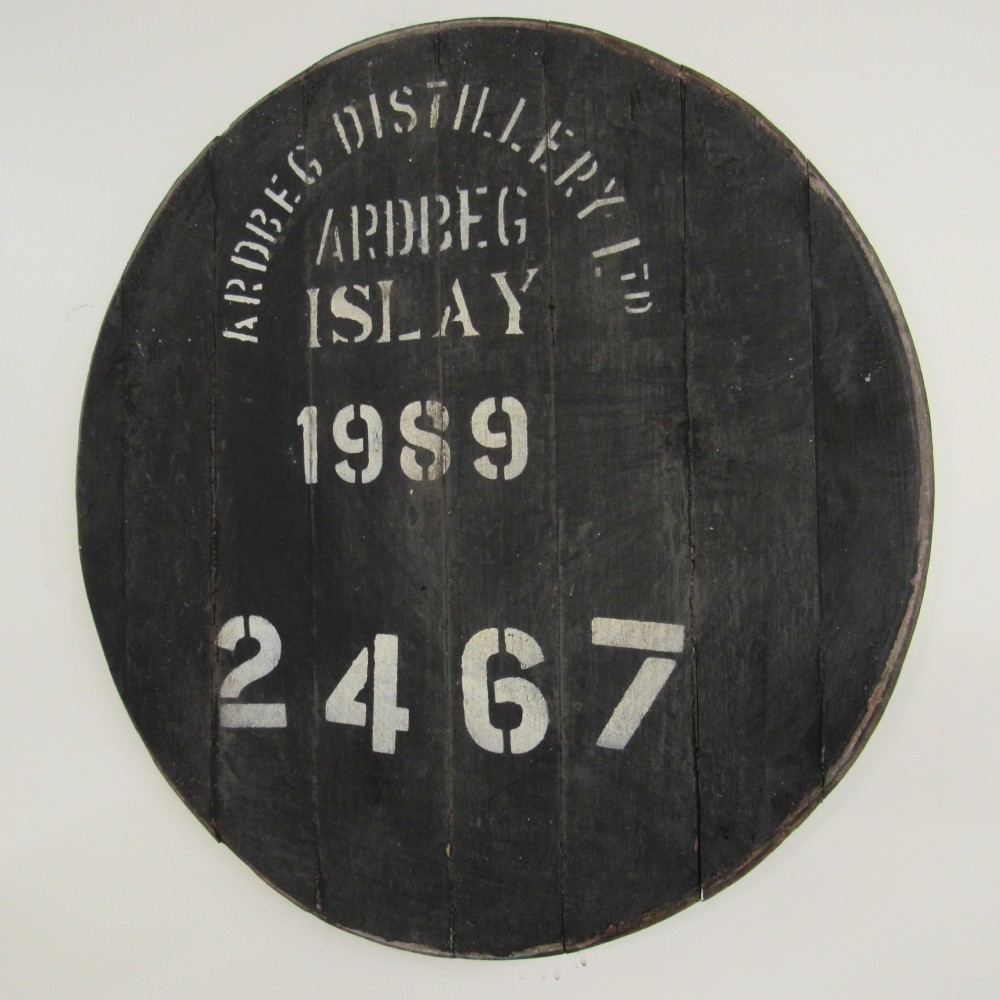 ARDBEG DISTILLERY LTD
ARDBEG
ISLAY
1989
2467